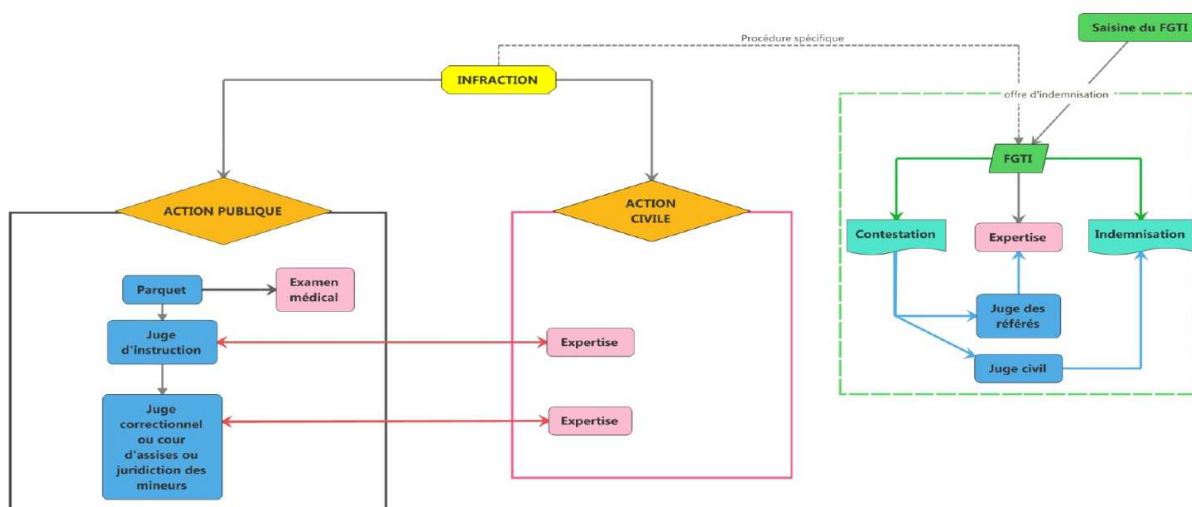 Saisine du FGTI
Procédure spécifique
INFRACTION
offre d'indemnisation
FGTI
ACTION PUBLIQUE
ACTION
CIVILE
Contestation
Expertise
Indemnisation
Parquet
Examen
médical
Juge
d'instruction
Expertise
Juge des
référés
Juge civil
Juge
correctionnel
ou cour
d'assises ou
juridiction des
mineurs
Expertise